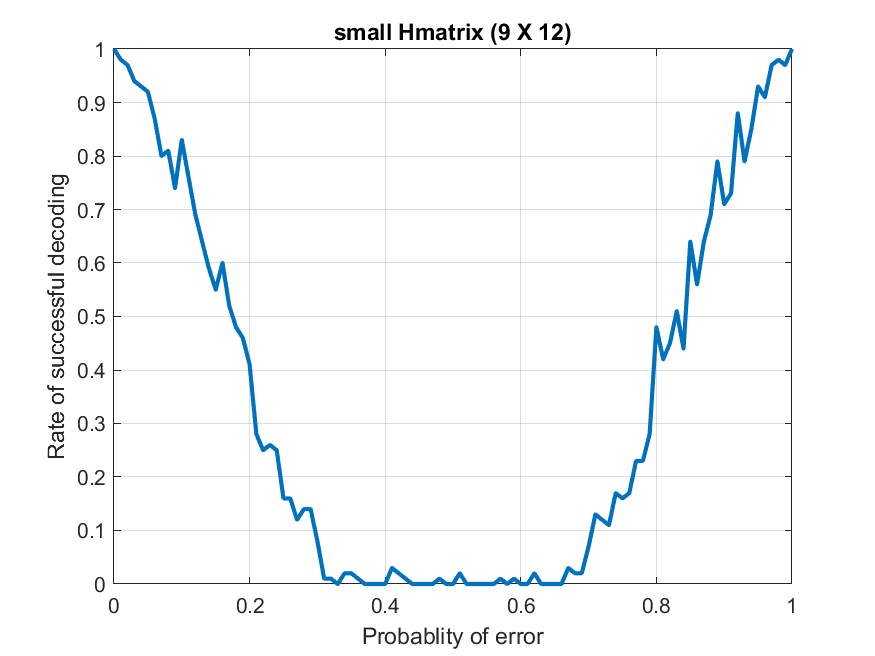 small Hmatrix (9 X 12)
1
0.9
0.8
0.7
0.6
0.5
0.4
0.3
0.2
0.1
0
Rate of successful decoding
0 0.2 0.4 0.6 0.8 1
Probablity of error